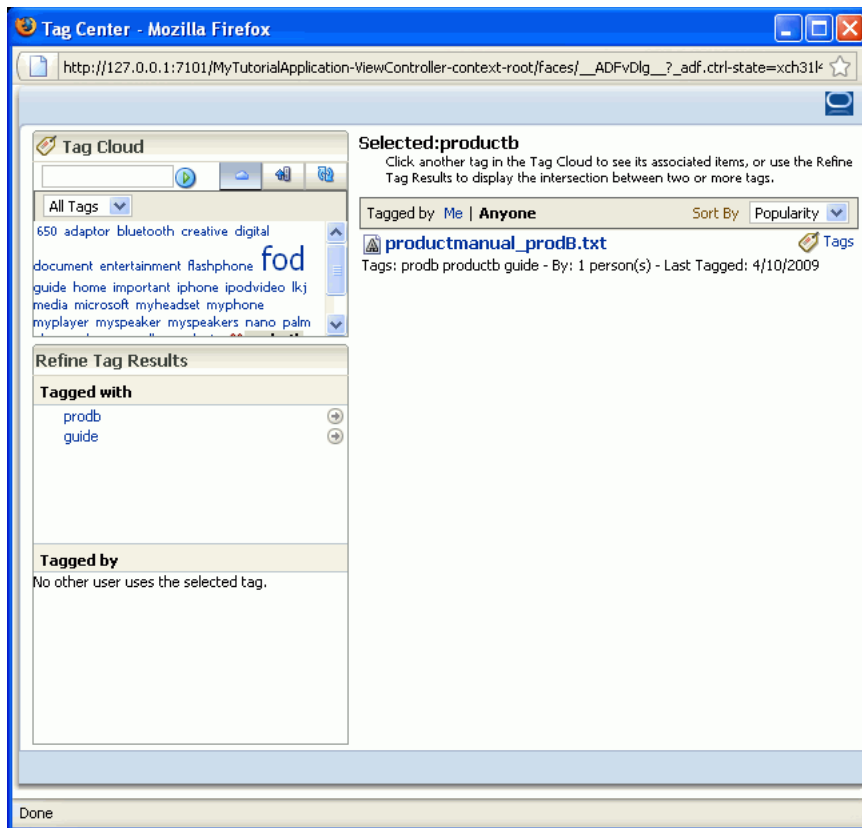 Tag Center - Mozilla Firefox
http://127.0.0.1:7101/MyTutorialApplication-ViewController-context-root/faces/__ADFvDlg__?_adf.ctrl-state=xch31l4
Tag Cloud
All Tags
650 adaptor bluetooth creative digital
document entertainment flashphone fod
guide home important iphone ipodvideo lkj
media microsoft myheadset myphone
myplayer myspeaker myspeakers nano palm
Refine Tag Results
Tagged with
prodb
guide
Tagged by
No other user uses the selected tag.
Selected:productb
Click another tag in the Tag Cloud to see its associated items, or use the Refine
Tag Results to display the intersection between two or more tags.
Tagged by Me | Anyone Sort By Popularity
productmanual_prodB.txt Tags
Tags: prodb productb guide - By: 1 person(s) - Last Tagged: 4/10/2009
Done